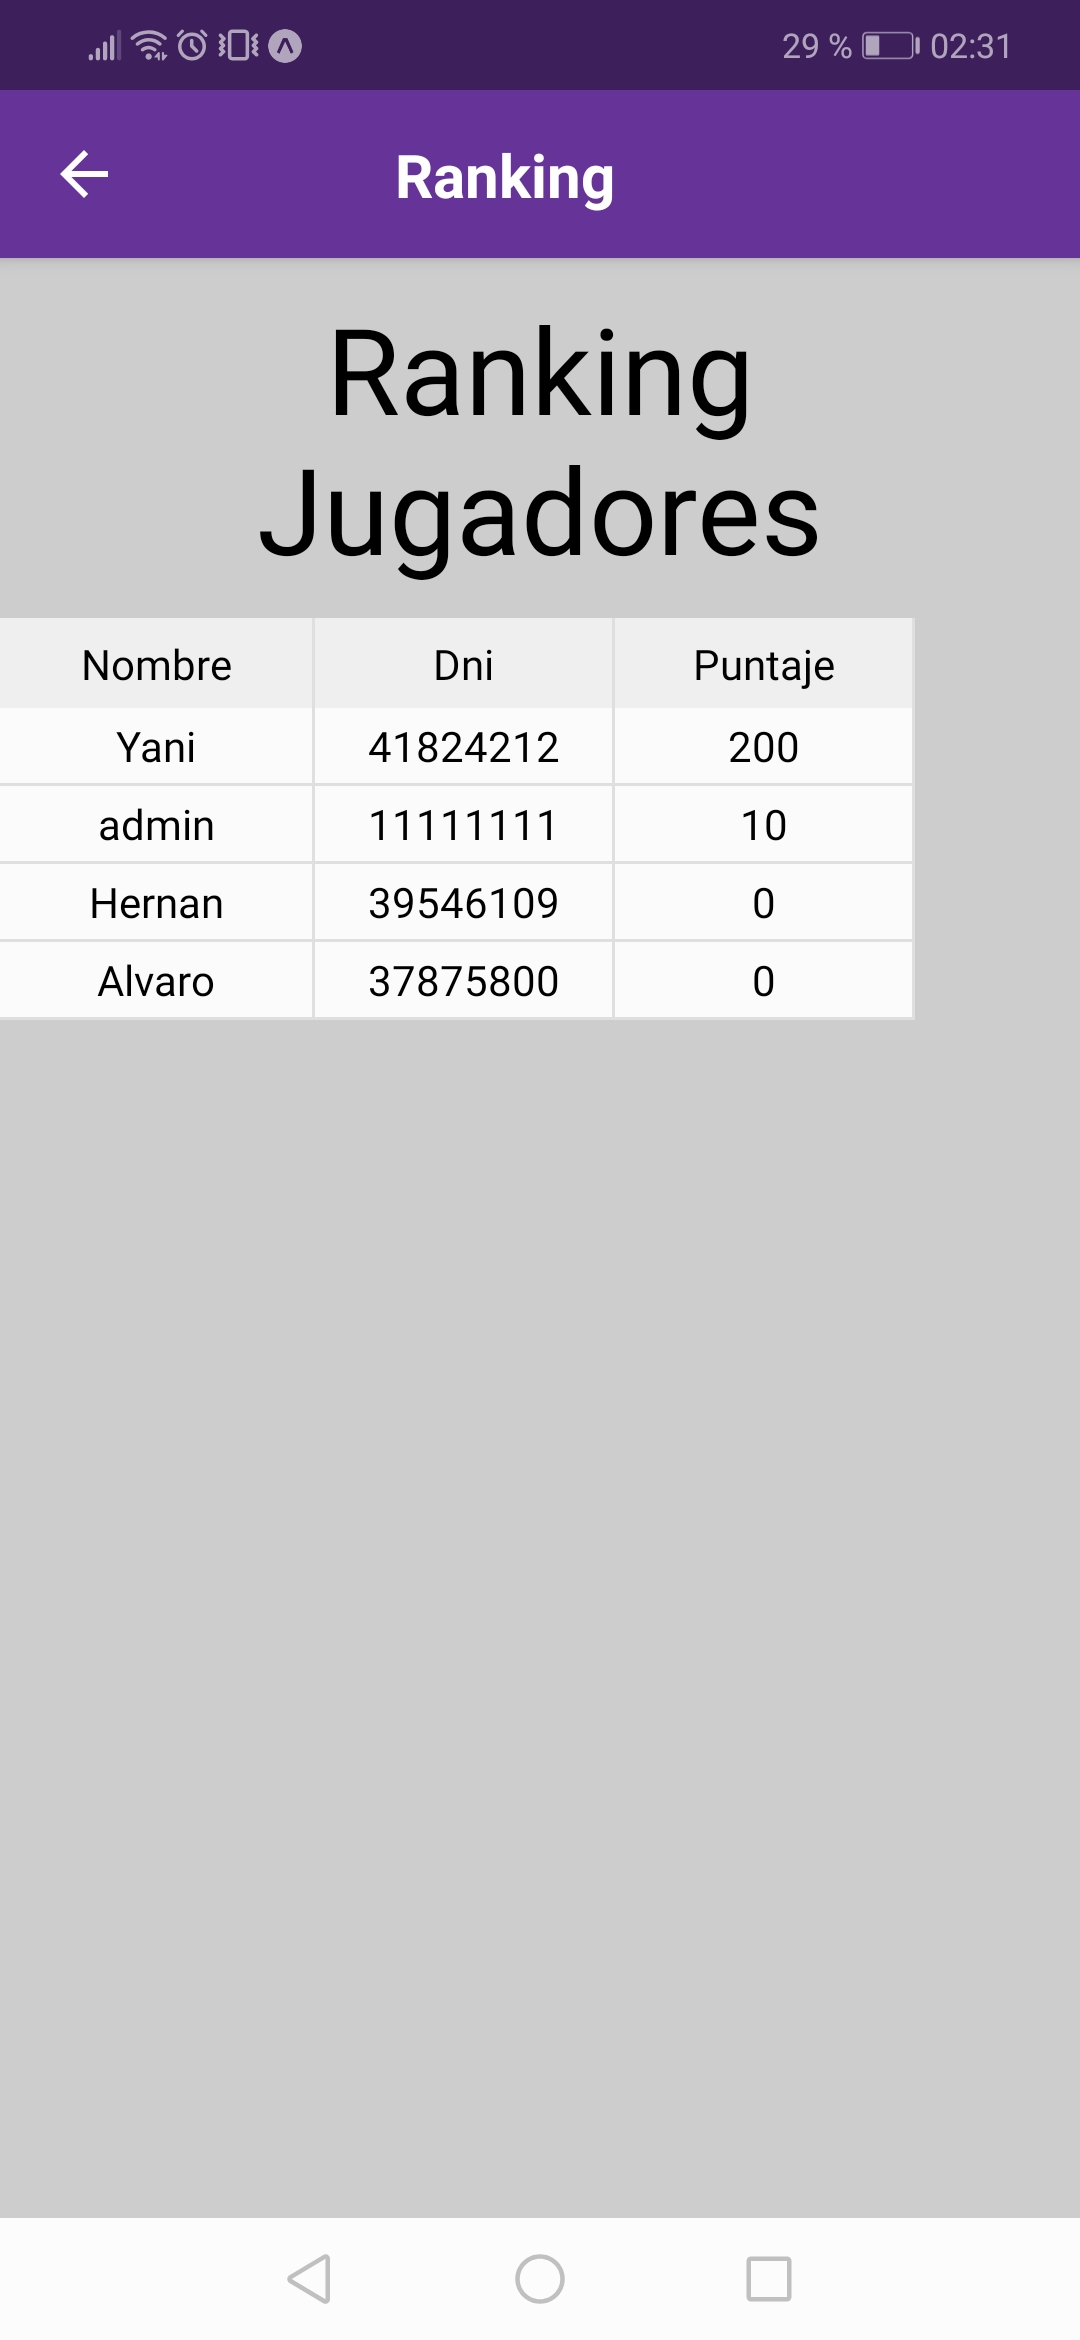 29 % 02:31
Ranking
Ranking
Jugadores
Nombre Dni Puntaje
Yani 41824212 200
admin 11111111 10
Hernan 39546109 0
Alvaro 37875800 0